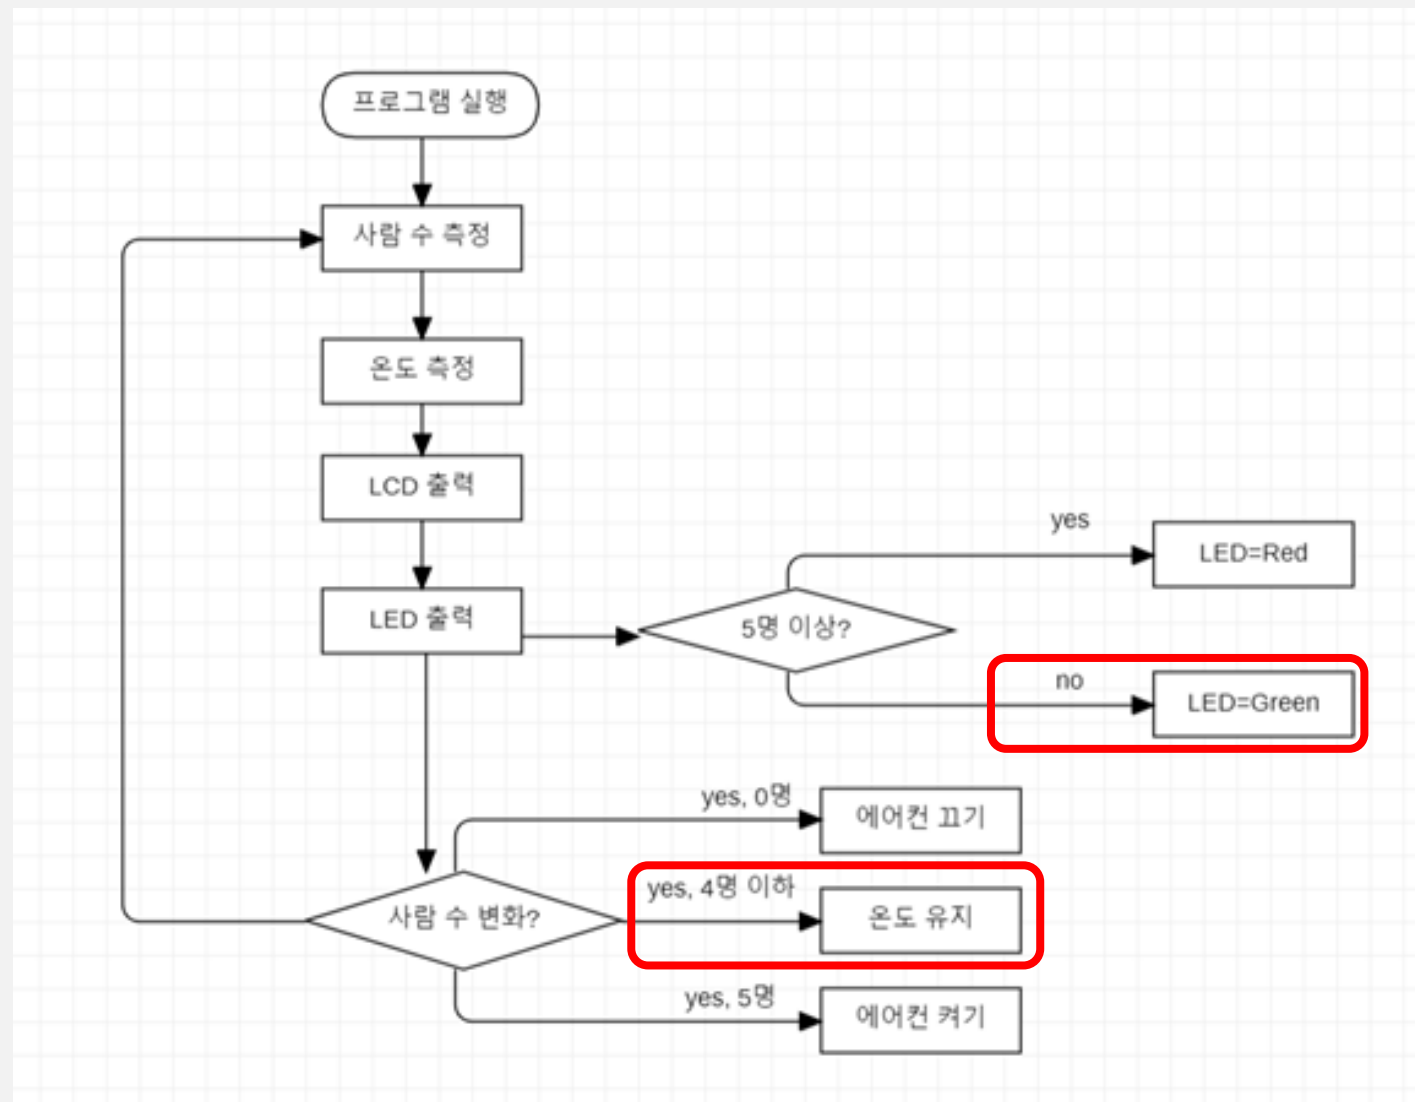 프로그램 실행
사람 수 측정
온도 측정
LCD 출력
LED 출력
5명 이상?
yes
LED=Red
no
LED=Green
사람 수 변화?
yes, 0명
에어컨 끄기
yes, 4명 이하
온도 유지
yes, 5명
에어컨 켜기